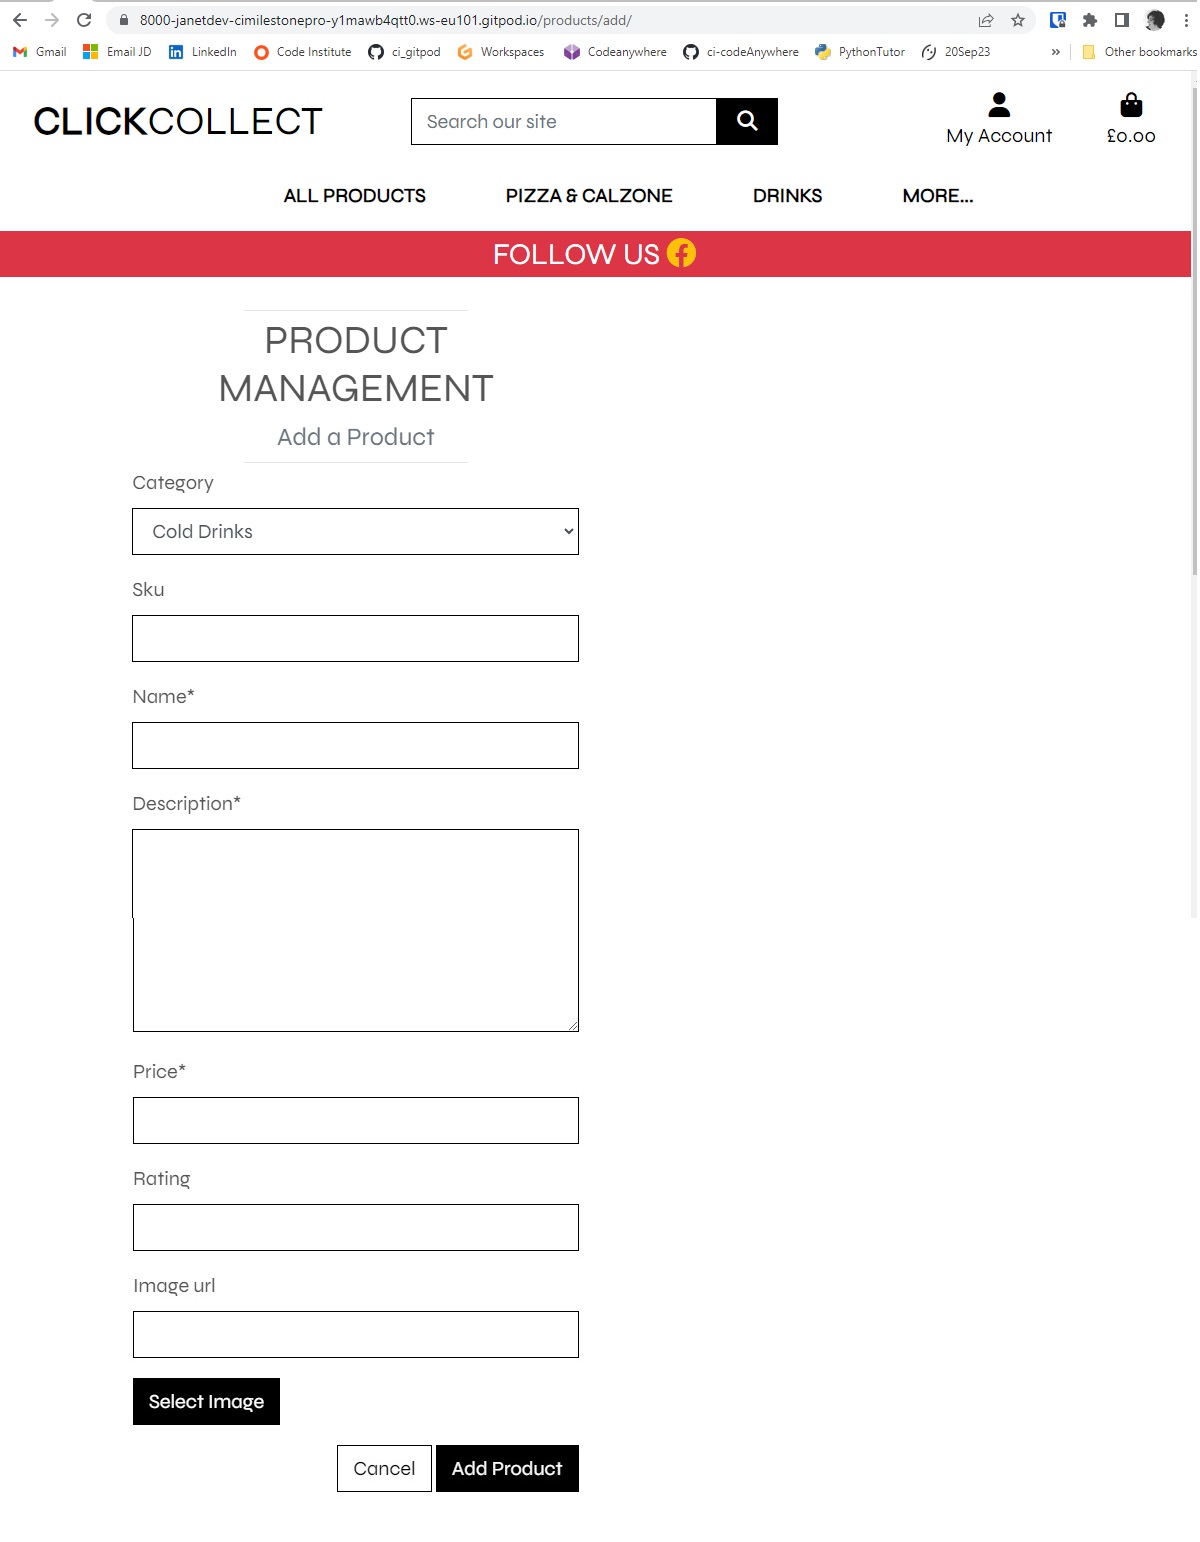 8000-janetdev-cimilestonepro-y1mawb4qtt0.ws-eu101.gitpod.io/products/add/
Gmail Email JD LinkedIn Code Institute ci_gitpod Workspaces Codeanywhere ci-codeAnywhere PythonTutor 20Sep23 » Other bookmarks
CLICKCOLLECT
Search our site
My Account
£0.00
ALL PRODUCTS PIZZA & CALZONE DRINKS MORE...
FOLLOW US
PRODUCT
MANAGEMENT
Add a Product
Category
Cold Drinks
Sku
Name*
Description*
Price*
Rating
Image url
Select Image
Cancel Add Product